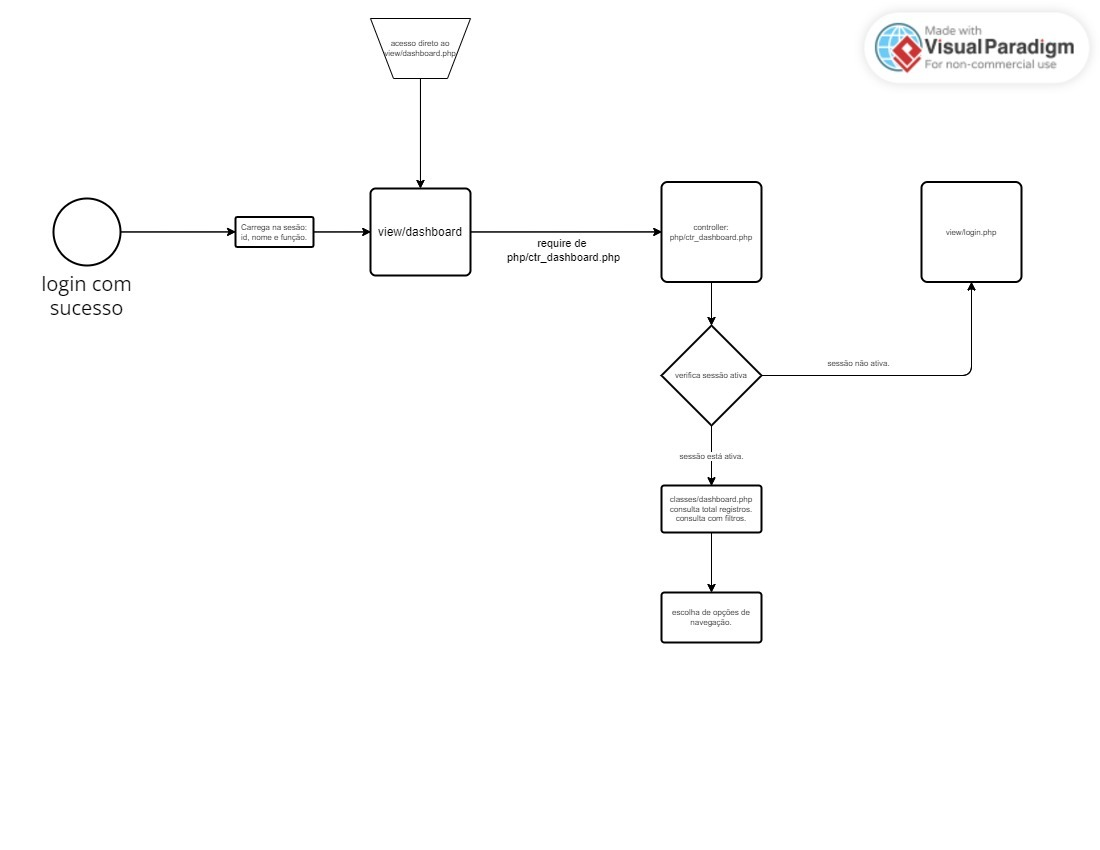 acesso direto ao
view/dashboard.php
Made with
Visual Paradigm
For non-commercial use
login com
sucesso
Carrega na sesão:
id, nome e função.
view/dashboard
require de
php/ctr_dashboard.php
controller:
php/ctr_dashboard.php
view/login.php
verifica sessão ativa
sessão não ativa.
sessão está ativa.
classes/dashboard.php
consulta total registros.
consulta com filtros.
escolha de opções de
navegação.